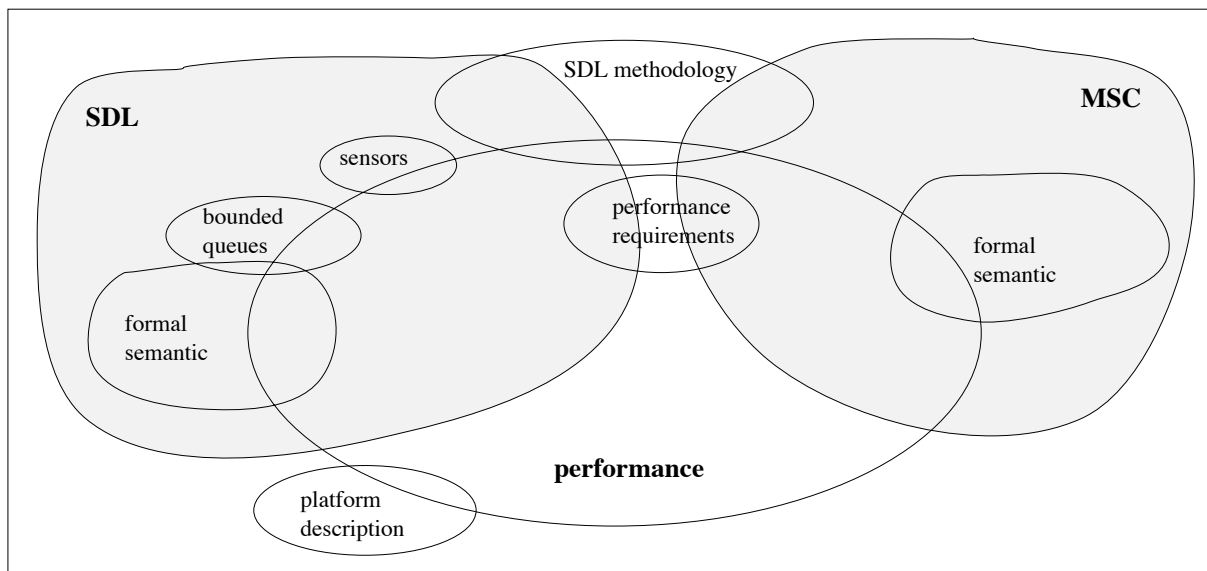 SDL methodology
SDL
MSC
sensors
bounded
queues
performance
requirements
formal
semantic
formal
semantic
performance
platform
description